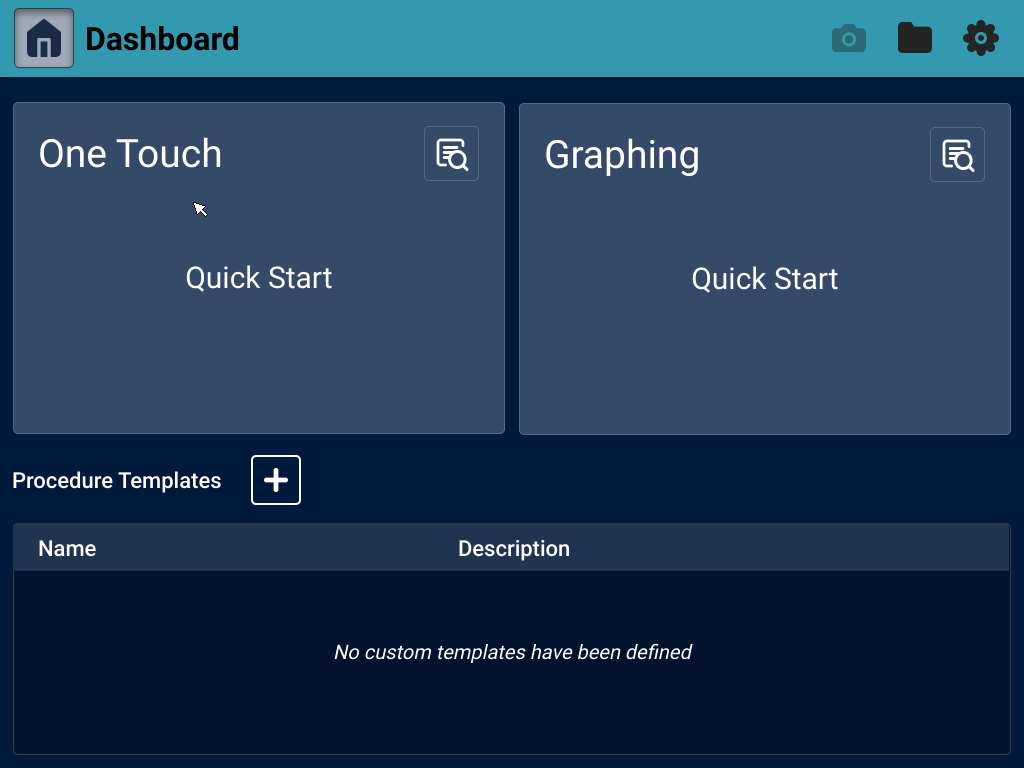 Dashboard
One Touch
Graphing
Quick Start
Quick Start
Procedure Templates
Name Description
No custom templates have been defined